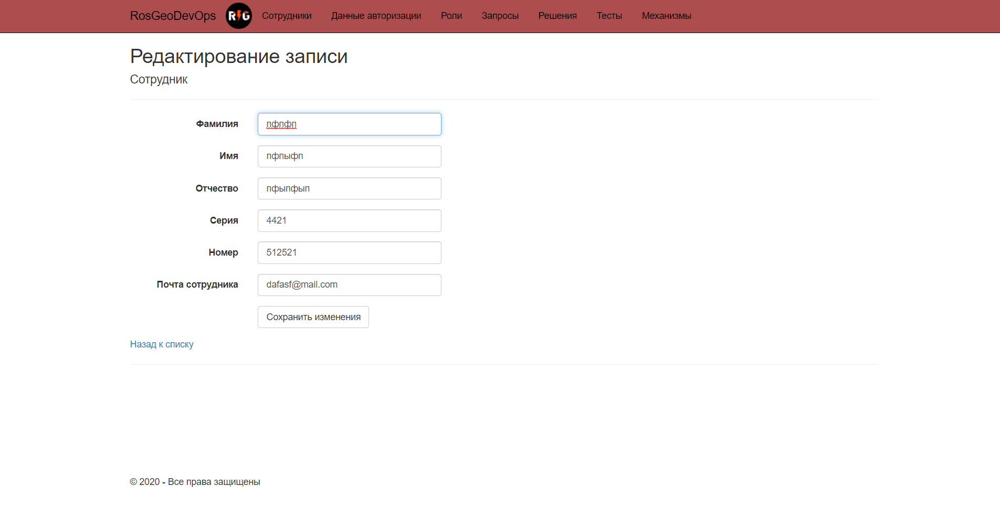 RosGeoDevOps RG Сотрудники Данные авторизации Роли Запросы Решения Тесты Механизмы
Редактирование записи
Сотрудник
Фамилия пфпфп
Имя пфпыфп
Отчество пфыпфып
Серия 4421
Номер 512521
Почта сотрудника dafasf@mail.com
Сохранить изменения
Назад к списку
© 2020 - Все права защищены